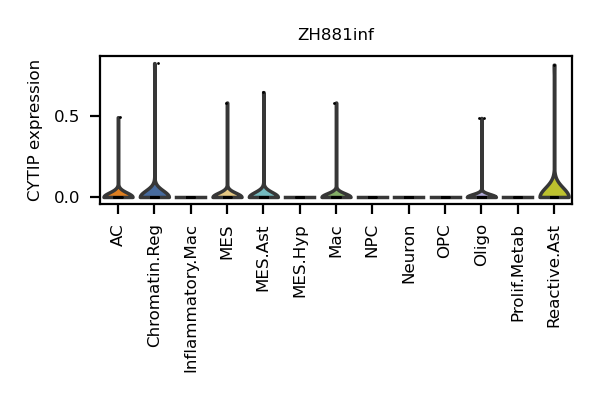 ZH881inf
CYTIP expression
0.5
0.0
AC
Chromatin.Reg
Inflammatory.Mac
MES
MES.Ast
MES.Hyp
Mac
NPC
Neuron
OPC
Oligo
Prolif.Metab
Reactive.Ast